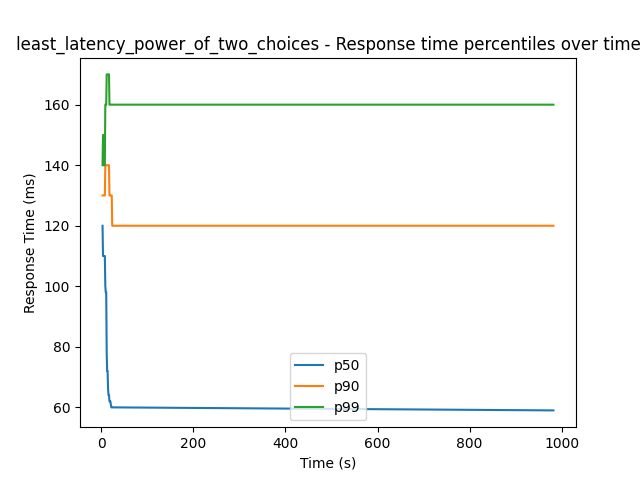 least_latency_power_of_two_choices - Response time percentiles over time
160
140
120
100
80
60
Response Time (ms)
p50
p90
p99
0 200 400 600 800 1000
Time (s)